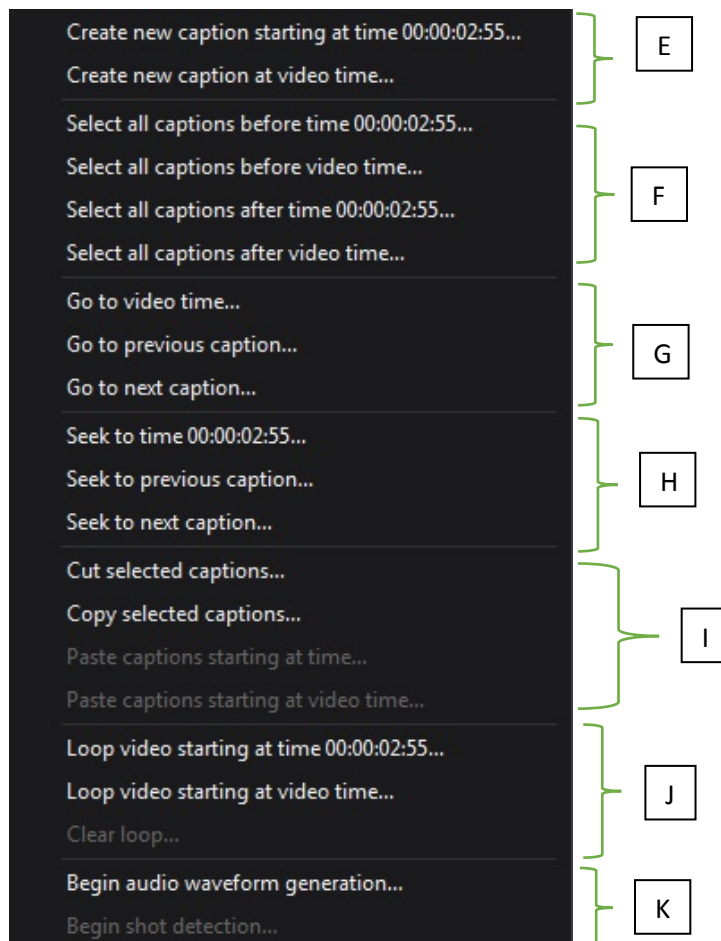 Create new caption starting at time 00:00:02:55...
E
Create new caption at video time...
Select all captions before time 00:00:02:55...
Select all captions before video time...
F
Select all captions after time 00:00:02:55...
Select all captions after video time...
Go to video time...
Go to previous caption...
G
Go to next caption...
Seek to time 00:00:02:55...
Seek to previous caption...
H
Seek to next caption...
Cut selected captions...
Copy selected captions...
I
Paste captions starting at time...
Paste captions starting at video time...
Loop video starting at time 00:00:02:55...
Loop video starting at video time...
J
Clear loop...
Begin audio waveform generation...
K
Begin shot detection...